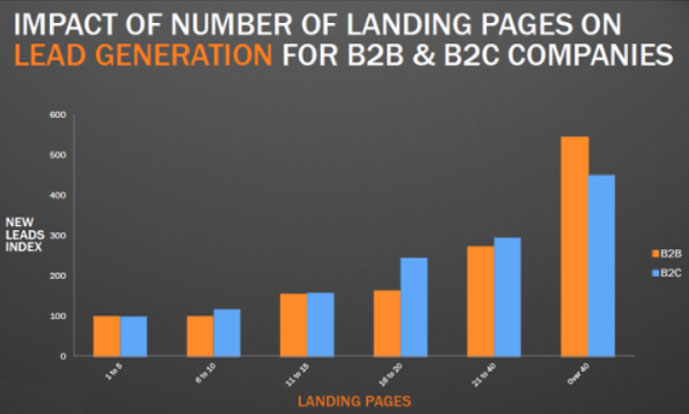 IMPACT OF NUMBER OF LANDING PAGES ON
LEAD GENERATION FOR B2B & B2C COMPANIES
600
500
400
300
200
100
0
NEW
LEADS
INDEX
B2B
B2C
1 to 5
6 to 10
11 to 15
16 to 20
21 to 40
Over 40
LANDING PAGES